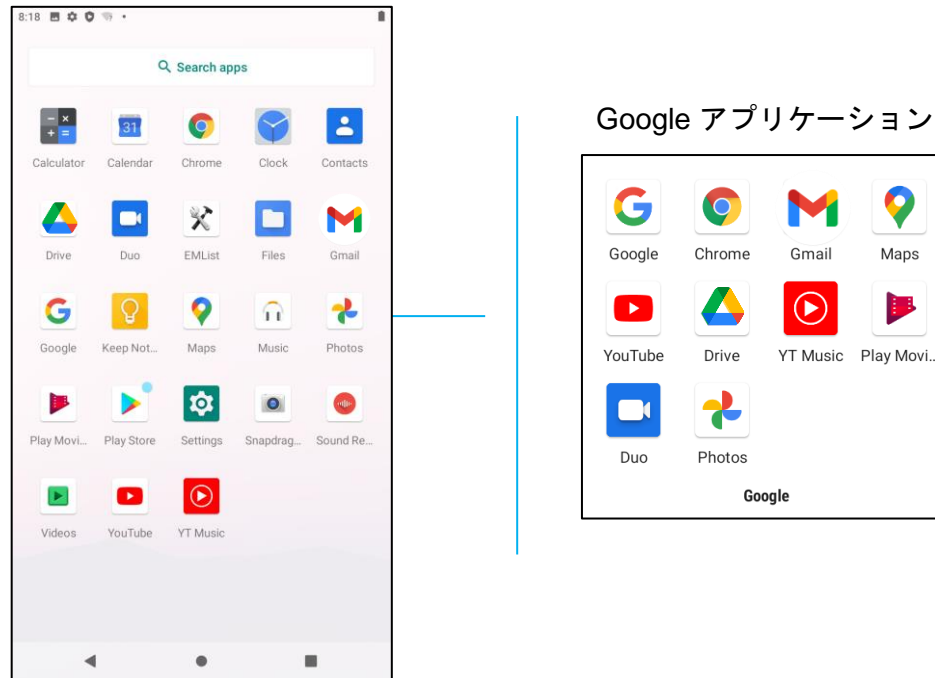 8:18
Search apps
31
Calculator Calendar Chrome Clock Contacts
Drive Duo EMList Files Gmail
Google Keep Not... Maps Music Photos
Play Movi... Play Store Settings Snapdrag... Sound Re...
Videos YouTube YT Music
Google アプリケーション
Google Chrome Gmail Maps
YouTube Drive YT Music Play Movi..
Duo Photos
Google